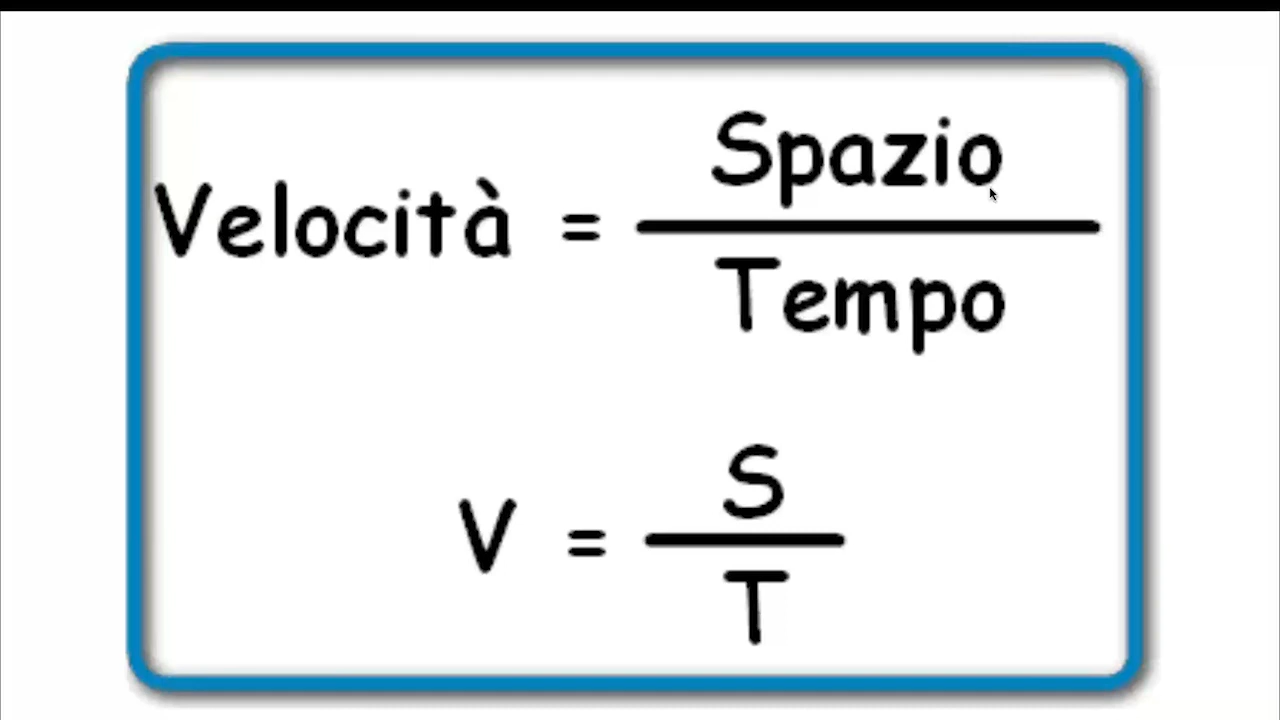 Velocità = Spazio
Tempo
V = S
T